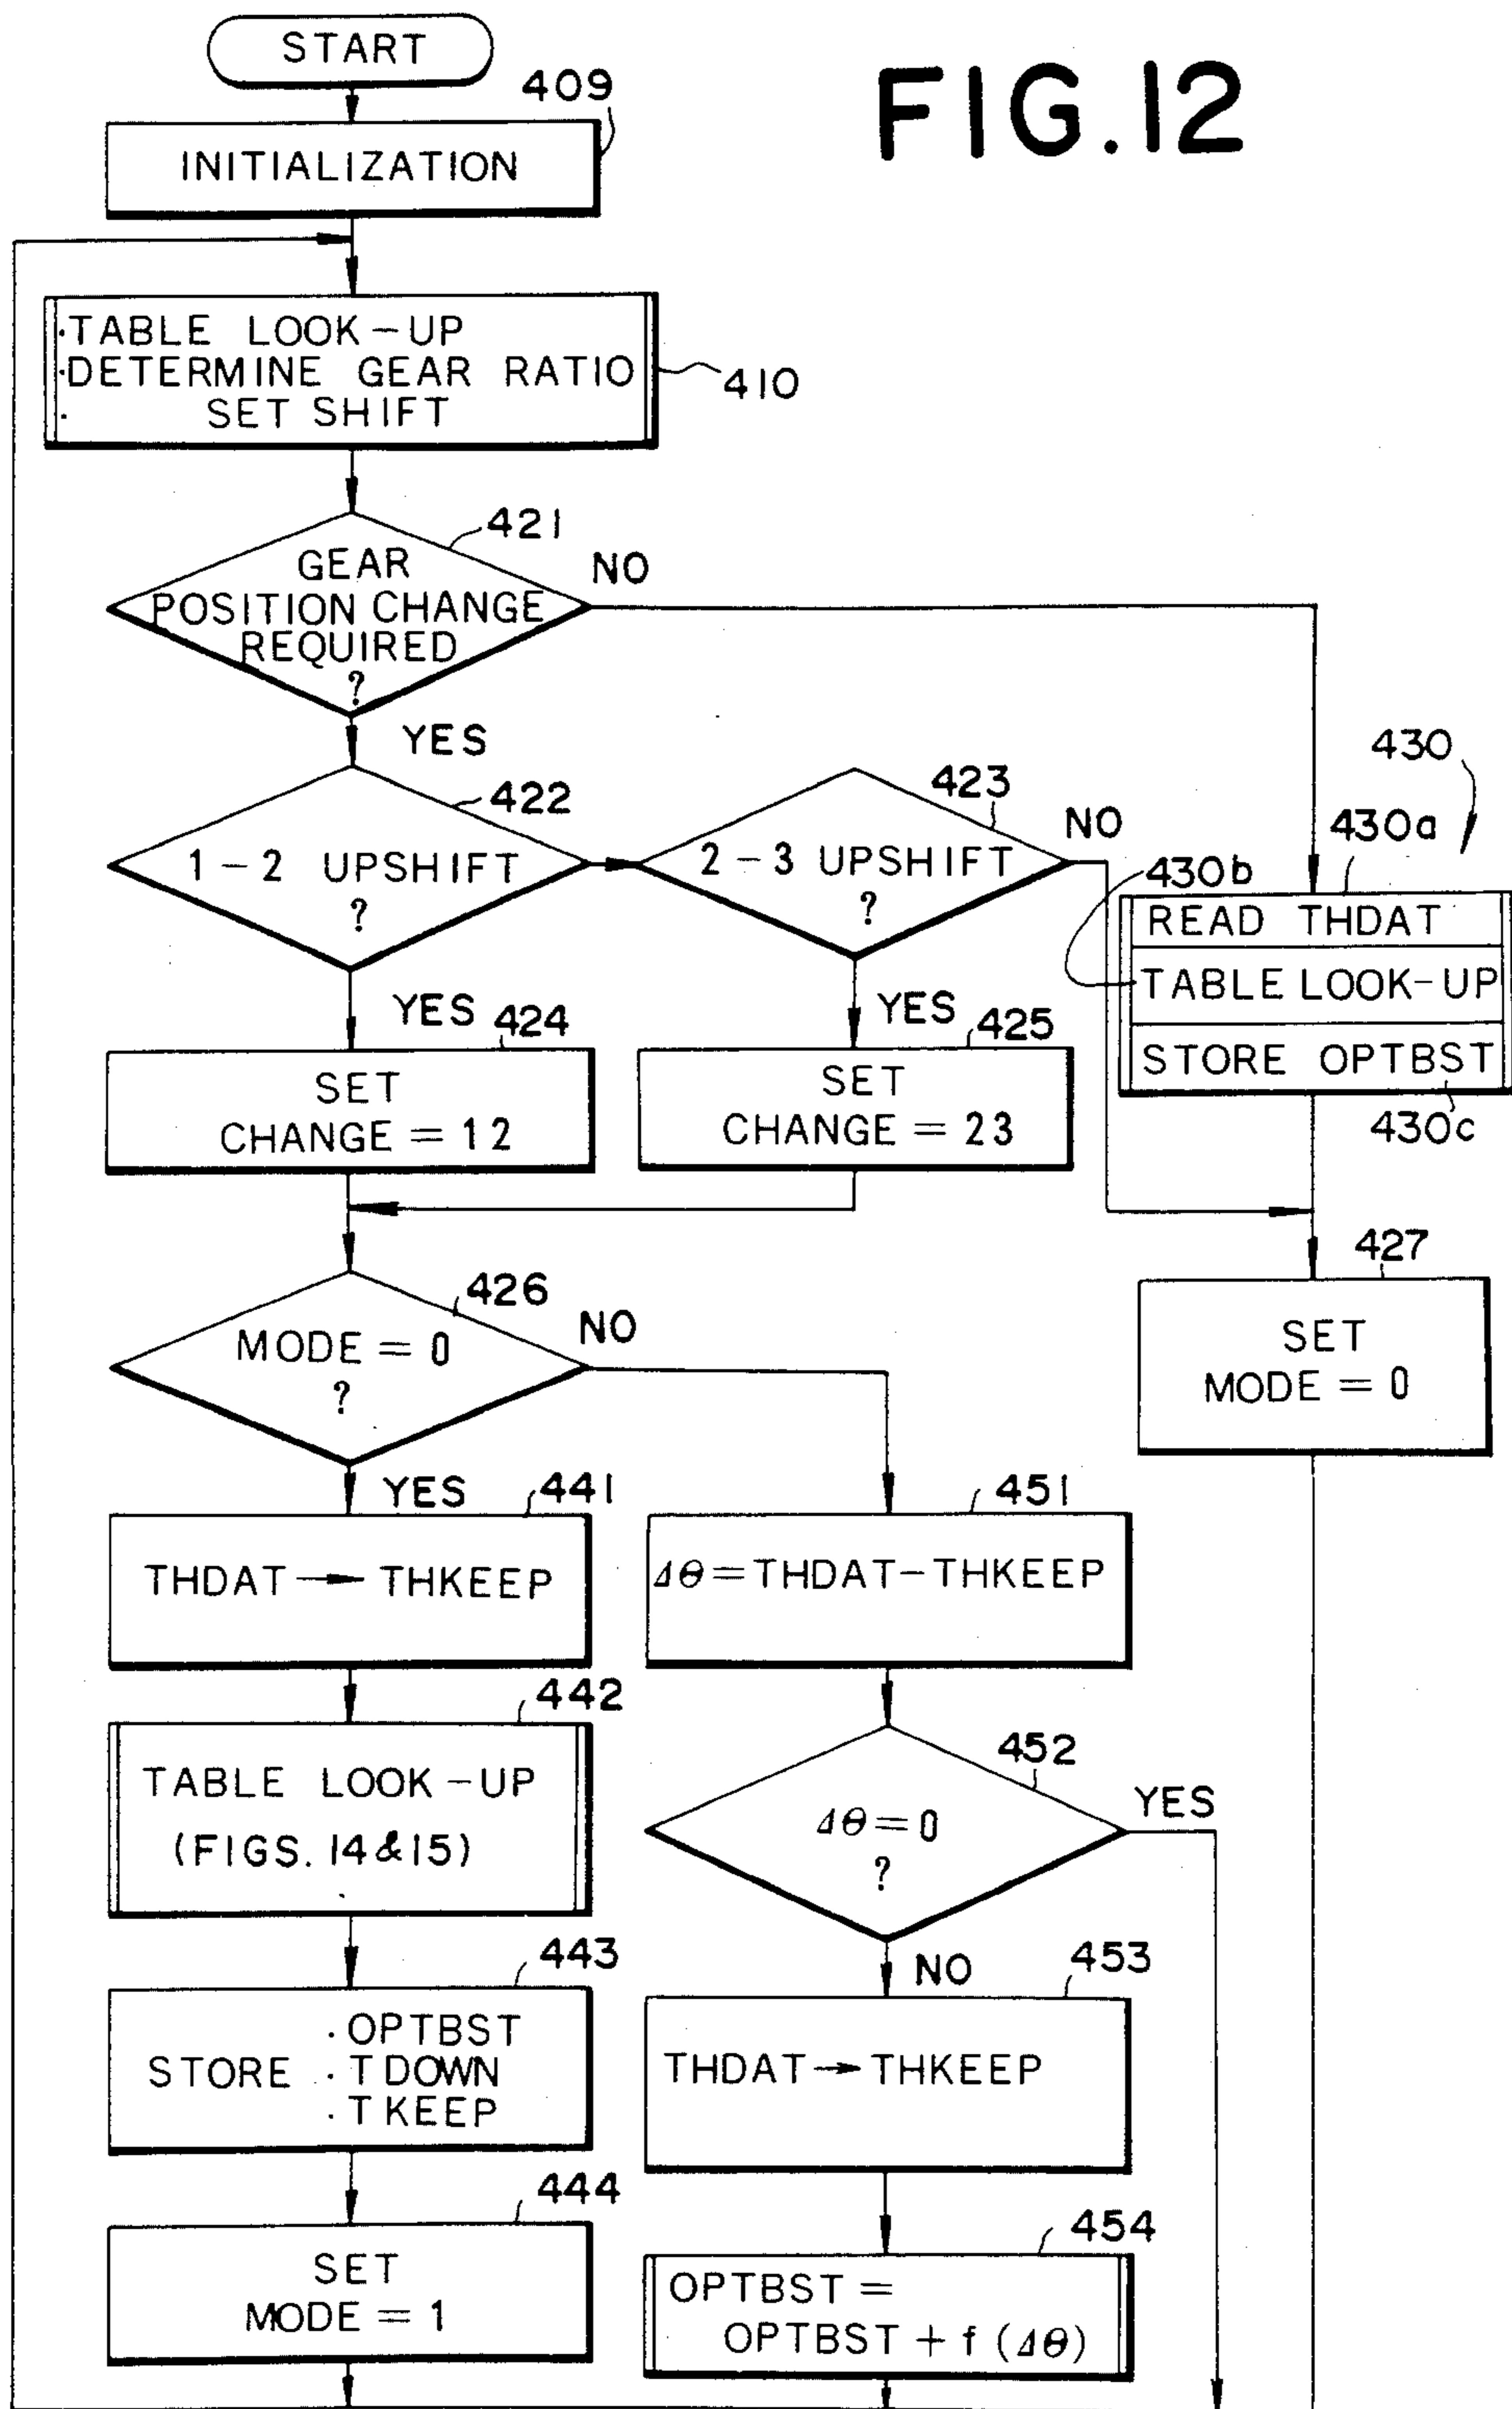 FIG.12
START
409
INITIALIZATION
·TABLE LOOK-UP
·DETERMINE GEAR RATIO
· SET SHIFT
410
421
GEAR
POSITION CHANGE
REQUIRED
?
NO
YES
422
1-2 UPSHIFT
?
423
2-3 UPSHIFT
?
NO
430
430a
430b
READ THDAT
TABLE LOOK-UP
STORE OPTBST
430c
YES
424
SET
CHANGE = 12
YES
425
SET
CHANGE = 23
427
SET
MODE = 0
426
MODE = 0
?
NO
YES
441
THDAT → THKEEP
451
Δθ = THDAT - THKEEP
442
TABLE LOOK-UP
(FIGS. 14 & 15)
452
Δθ = 0
?
YES
NO
443
STORE
· OPTBST
· T DOWN
· T KEEP
453
THDAT → THKEEP
444
SET
MODE = 1
454
OPTBST =
OPTBST + f (Δθ)